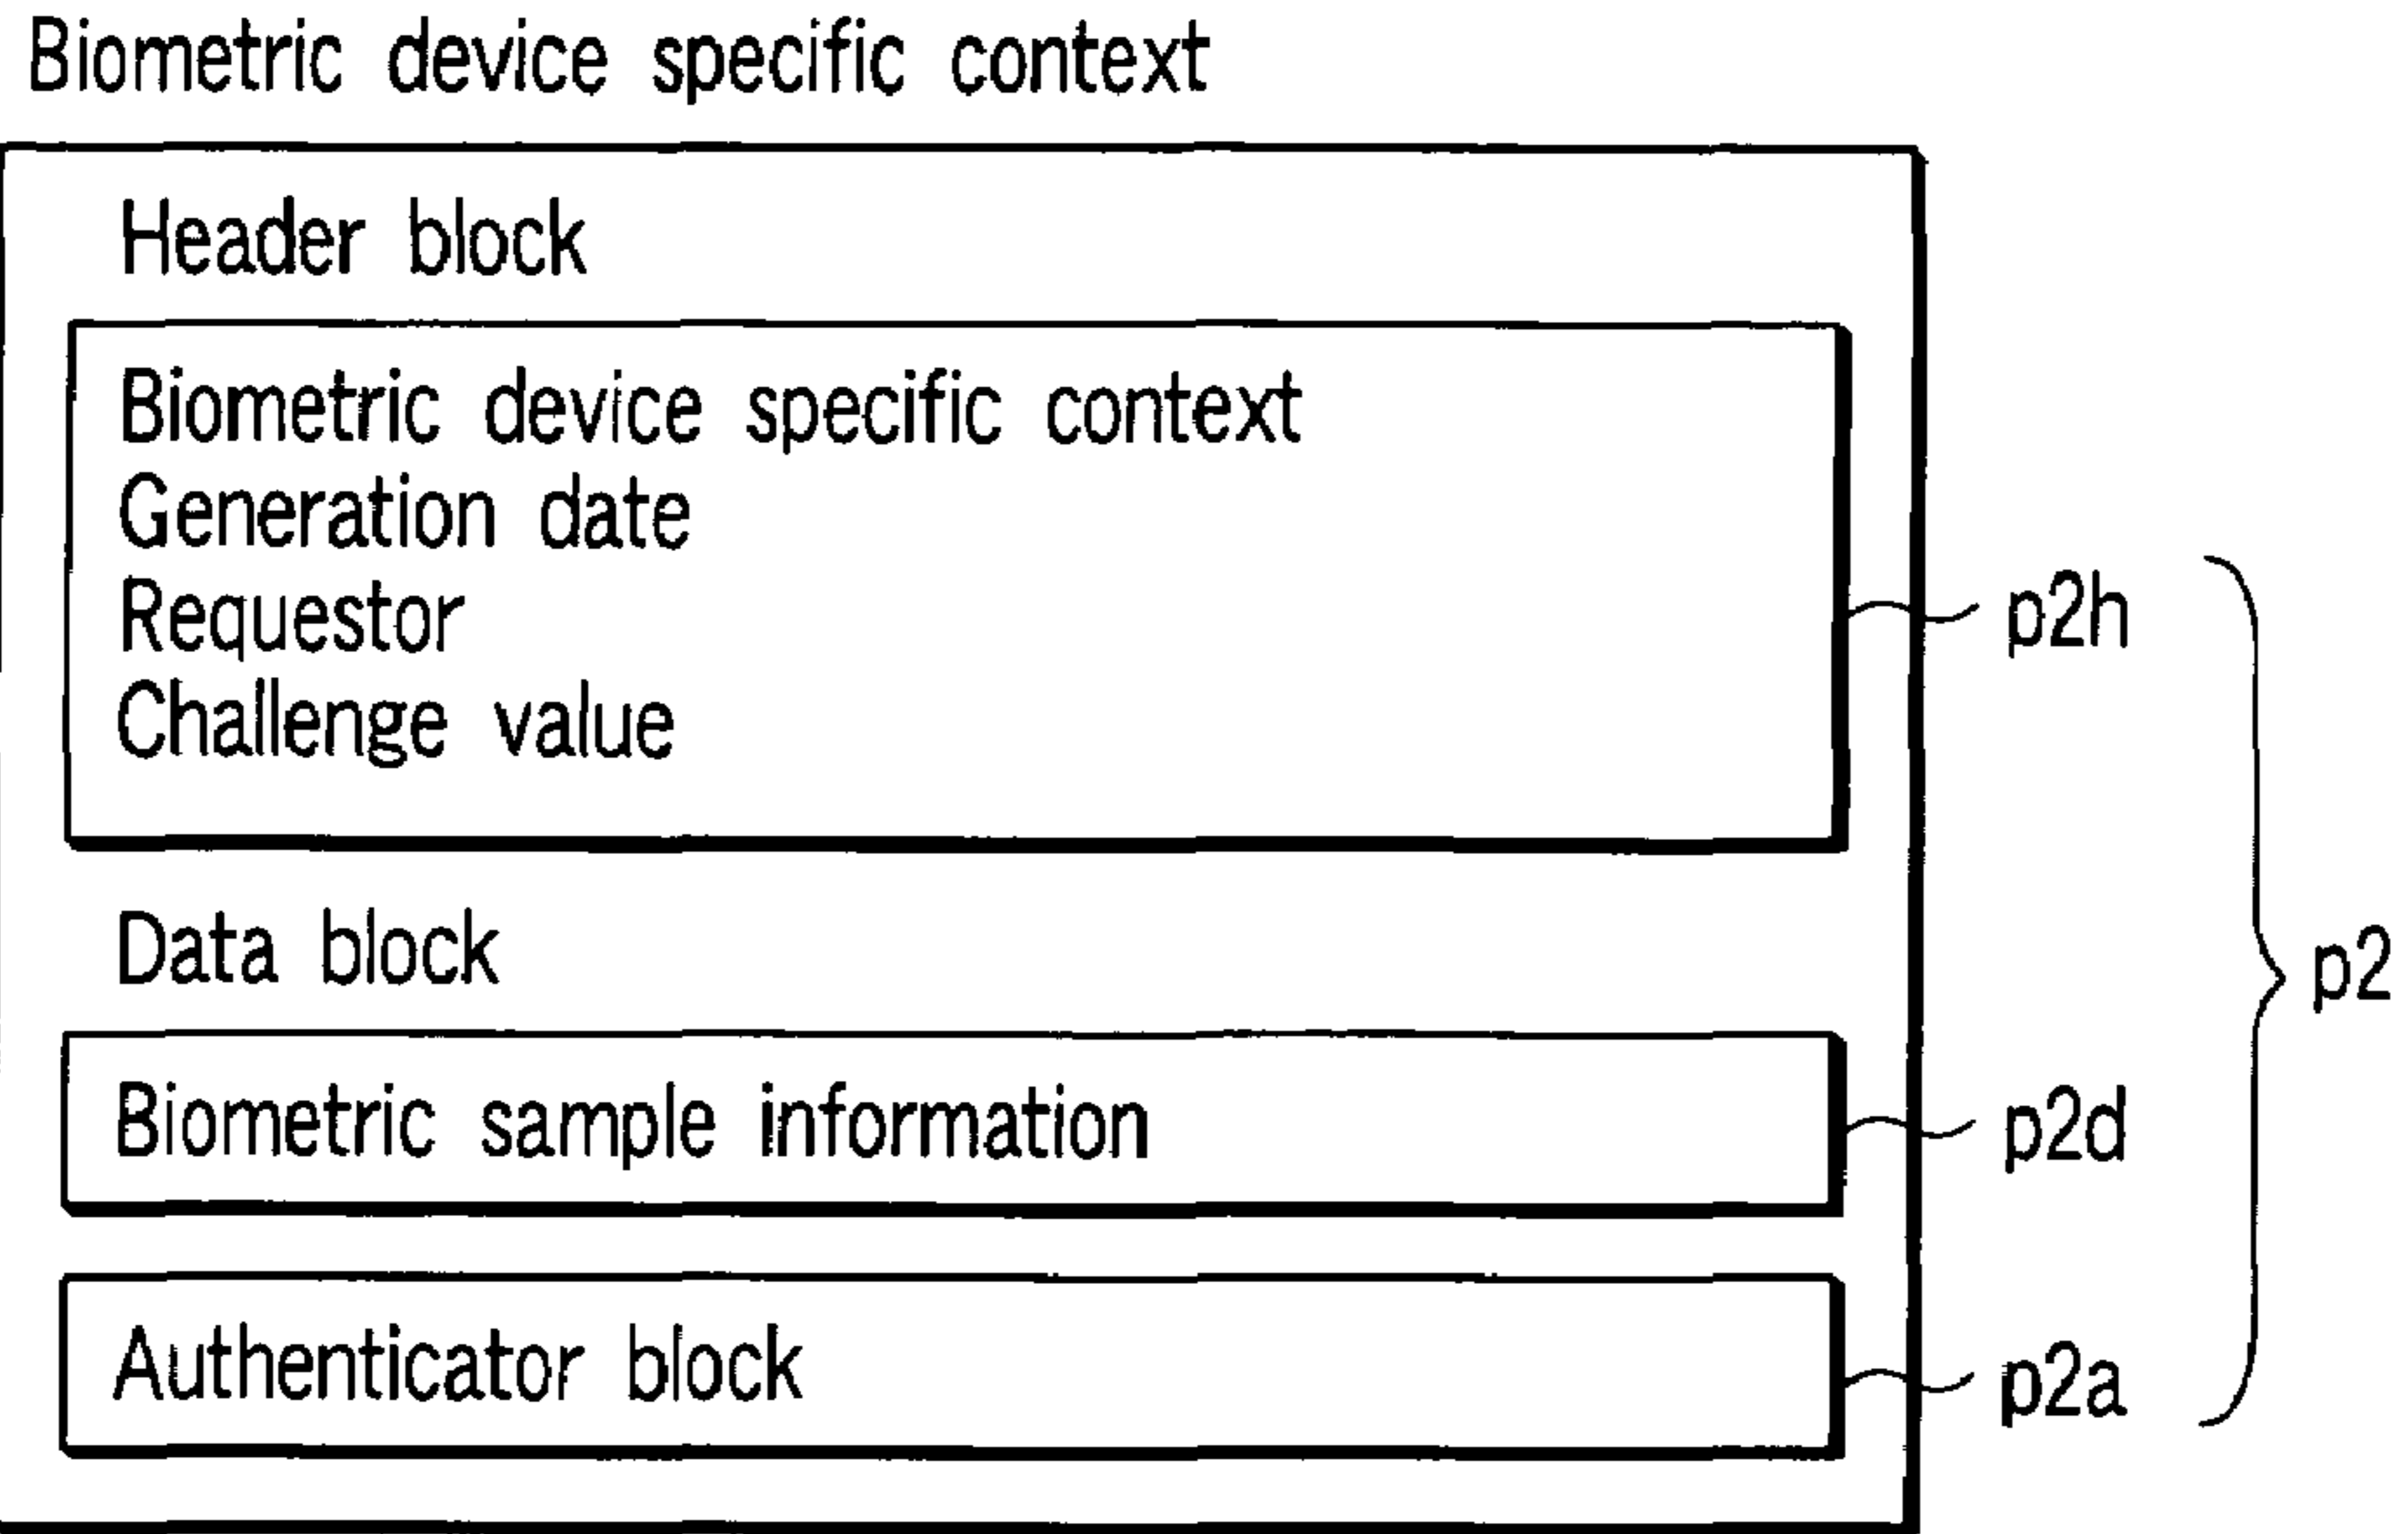 Biometric device specific context
Header block
Biometric device specific context
Generation date
Requestor
Challenge value
p2h
Data block
p2
Biometric sample information
p2d
Authenticator block
p2a